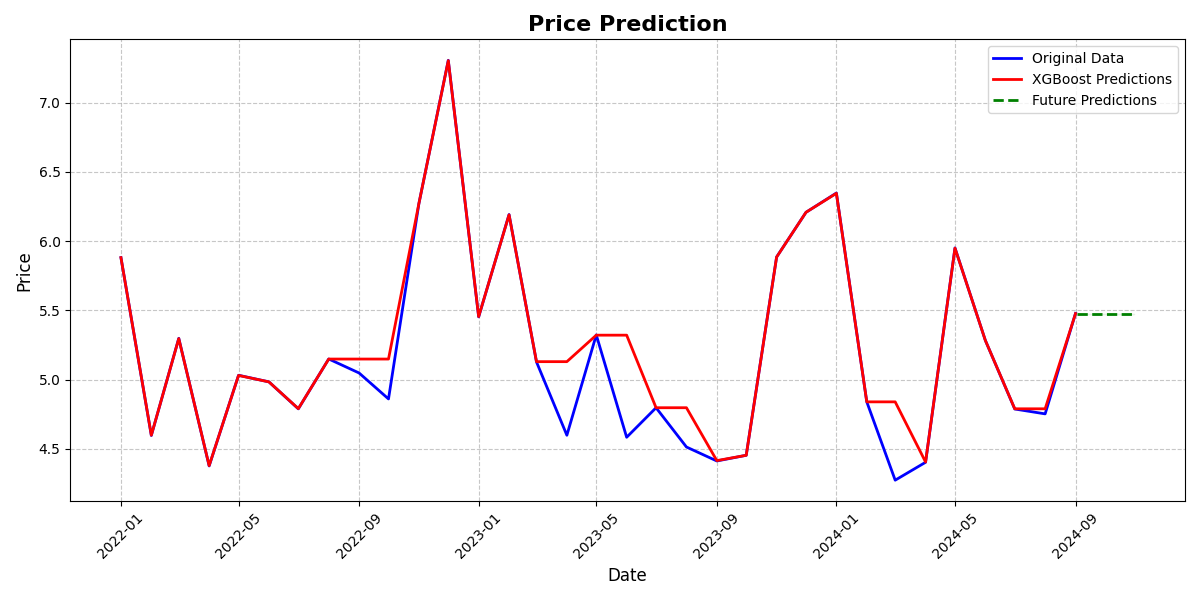 Price Prediction
Original Data
XGBoost Predictions
Future Predictions
Price
7.0
6.5
6.0
5.5
5.0
4.5
2022-01
2022-05
2022-09
2023-01
2023-05
2023-09
2024-01
2024-05
2024-09
Date